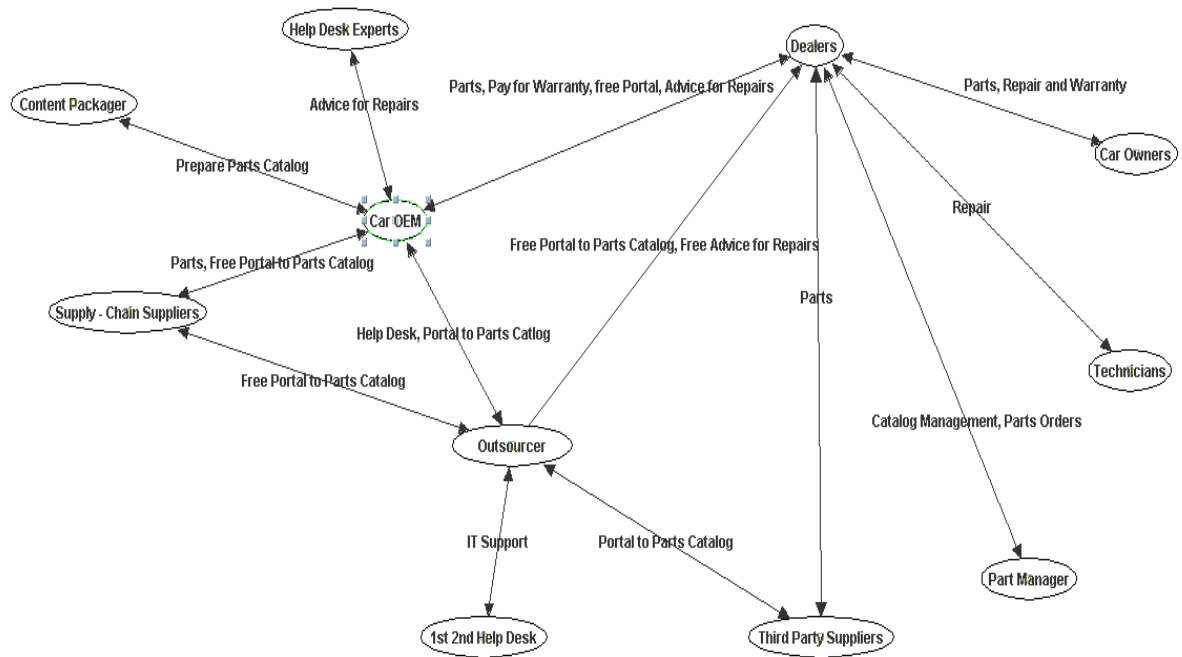 Help Desk Experts
Dealers
Parts, Pay for Warranty, free Portal, Advice for Repairs
Parts, Repair and Warranty
Content Packager
Advice for Repairs
Car Owners
Prepare Parts Catalog
Repair
Car OEM
Free Portal to Parts Catalog, Free Advice for Repairs
Parts, Free Portal to Parts Catalog
Parts
Supply - Chain Suppliers
Help Desk, Portal to Parts Catlog
Technicians
Free Portal to Parts Catalog
Catalog Management, Parts Orders
Outsourcer
IT Support
Portal to Parts Catalog
Part Manager
1st 2nd Help Desk
Third Party Suppliers